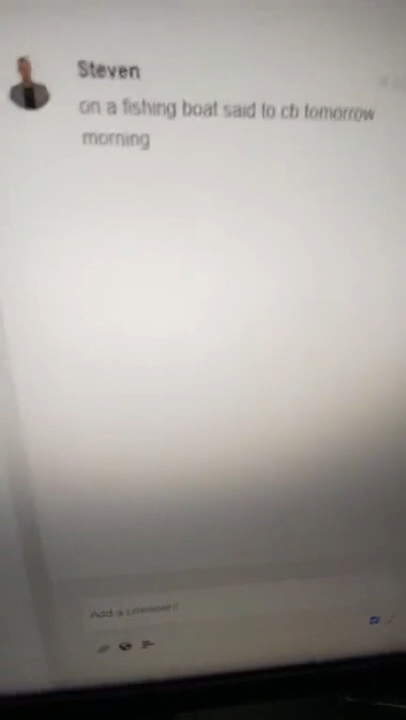 Steven
on a fishing boat said to cb tomorrow
morning
Add a comment